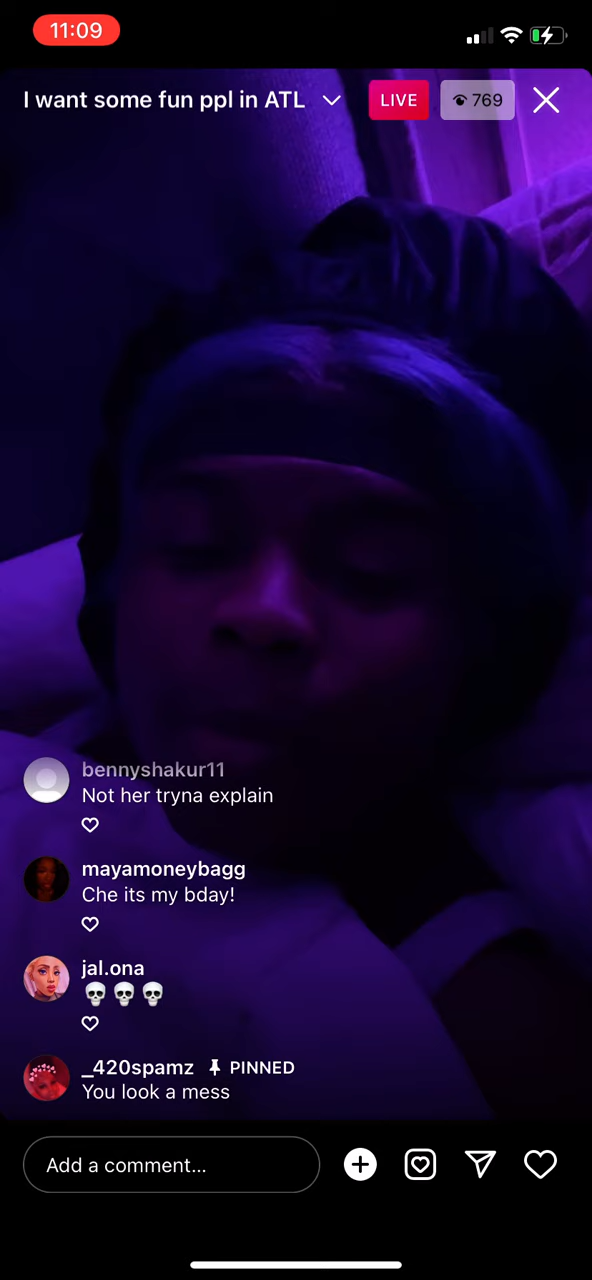 11:09
I want some fun ppl in ATL
LIVE
769
bennyshakur11
Not her tryna explain
mayamoneybagg
Che its my bday!
jal.ona
💀💀💀
_420spamz PINNED
You look a mess
Add a comment...